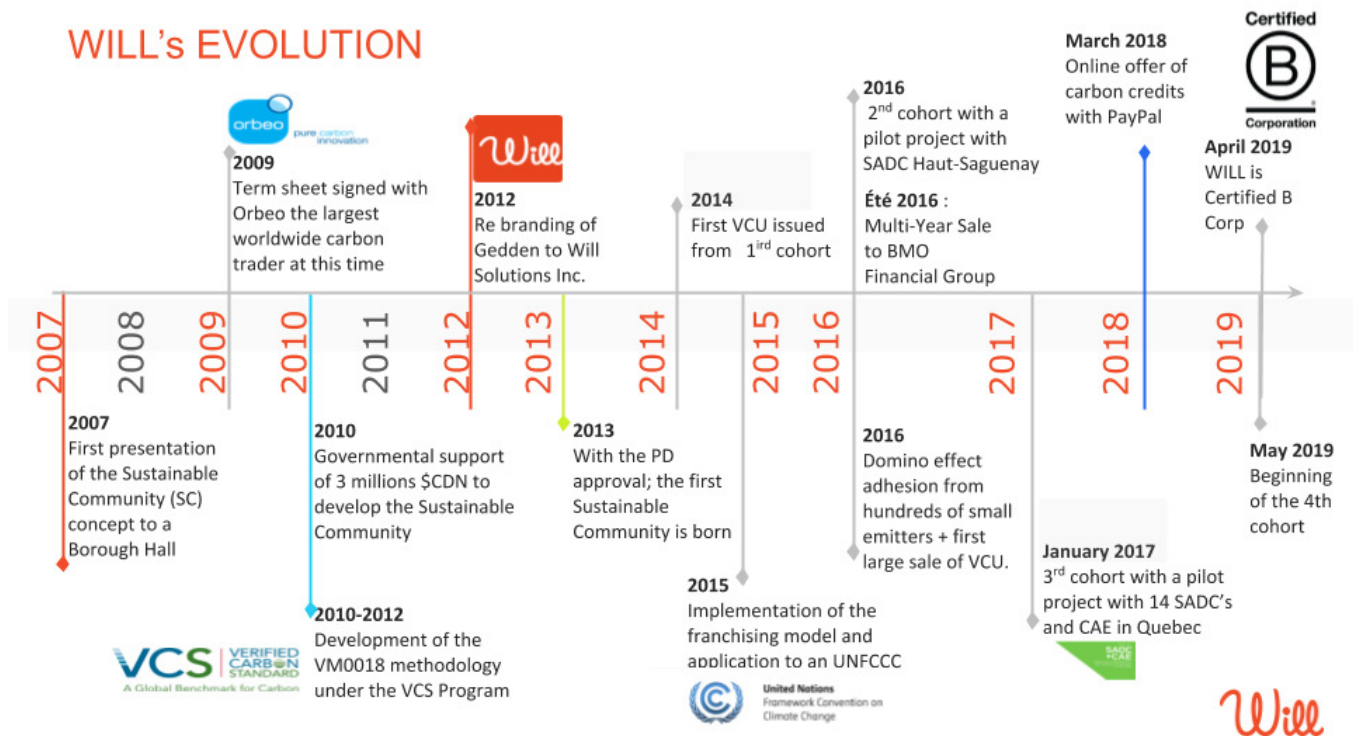 WILL's EVOLUTION
orbeo
pure carbon
innovation
2009
Term sheet signed with
Orbeo the largest
worldwide carbon
trader at this time
Will
2012
Re branding of
Gedden to Will
Solutions Inc.
2014
First VCU issued
from 1ird cohort
2016
2nd cohort with a
pilot project with
SADC Haut-Saguenay
Été 2016 :
Multi-Year Sale
to BMO
Financial Group
March 2018
Online offer of
carbon credits
with PayPal
Certified
B
Corporation
April 2019
WILL is
Certified B
Corp
2007
2008
2009
2010
2011
2012
2013
2014
2015
2016
2017
2018
2019
2007
First presentation
of the Sustainable
Community (SC)
concept to a
Borough Hall
2010
Governmental support
of 3 millions $CDN to
develop the Sustainable
Community
2010-2012
Development of the
VM0018 methodology
under the VCS Program
VCS
VERIFIED
CARBON
STANDARD
A Global Benchmark for Carbon
2013
With the PD
approval; the first
Sustainable
Community is born
2015
Implementation of the
franchising model and
application to an UNFCCC
United Nations
Framework Convention on
Climate Change
2016
Domino effect
adhesion from
hundreds of small
emitters + first
large sale of VCU.
January 2017
3rd cohort with a pilot
project with 14 SADC's
and CAE in Quebec
SADC
+CAE
May 2019
Beginning
of the 4th
cohort
Will